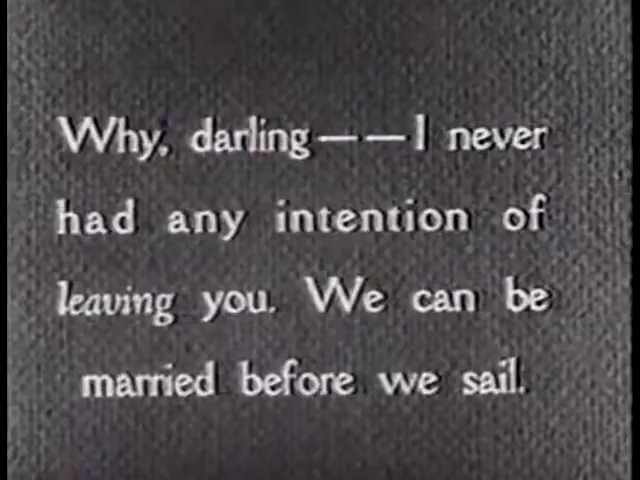 Why, darling — — I never
had any intention of
leaving you. We can be
married before we sail.